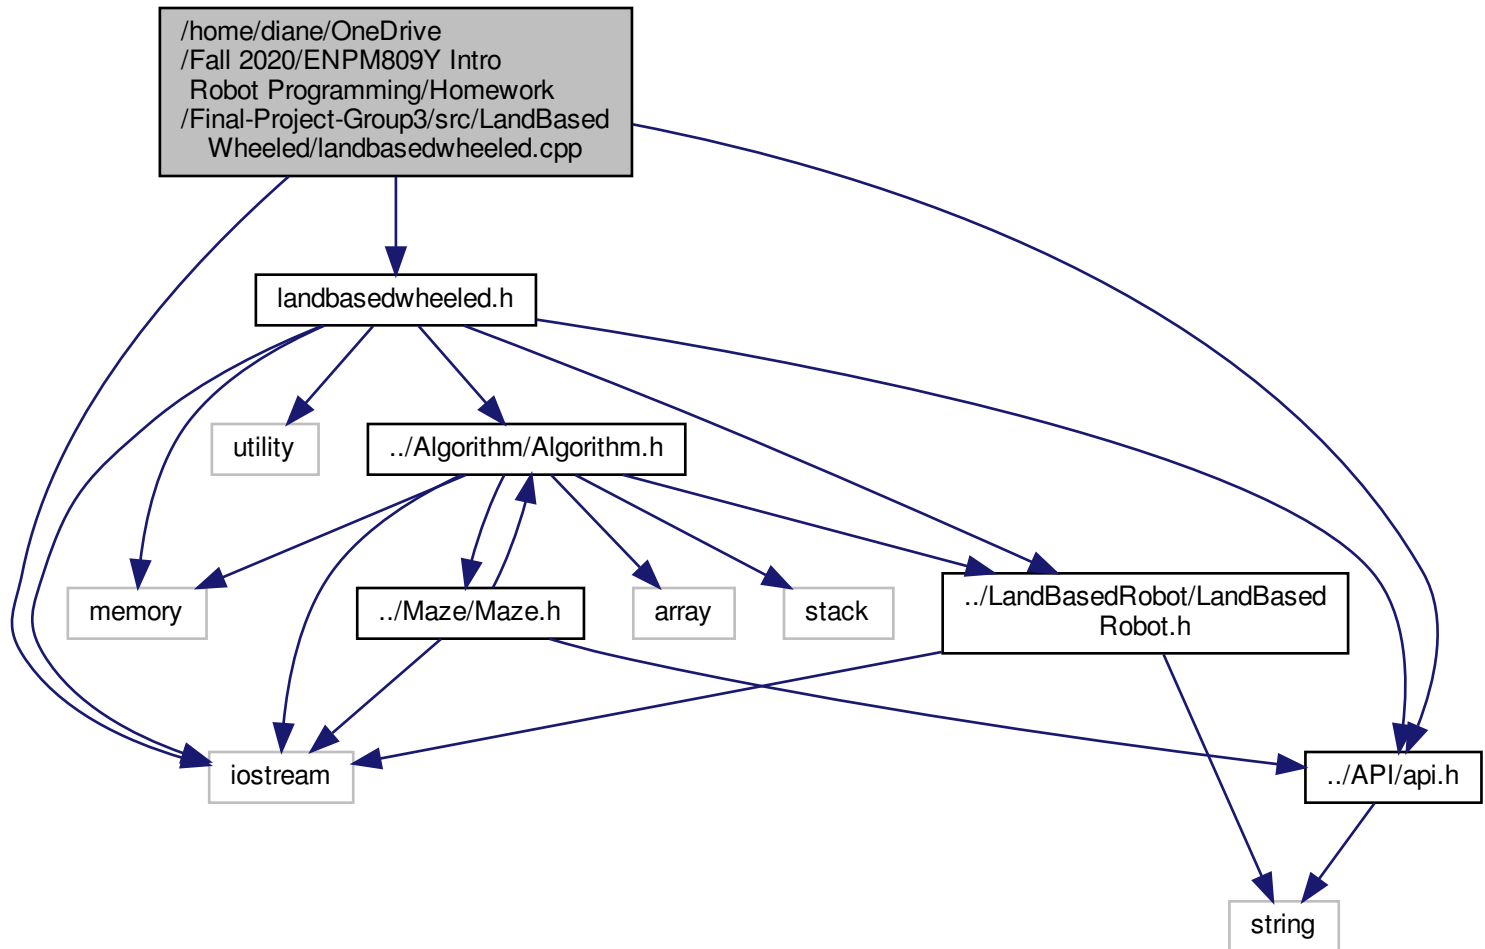 /home/diane/OneDrive
/Fall 2020/ENPM809Y Intro
Robot Programming/Homework
/Final-Project-Group3/src/LandBased
Wheeled/landbasedwheeled.cpp
landbasedwheeled.h
utility
../Algorithm/Algorithm.h
memory
../Maze/Maze.h
array
stack
../LandBasedRobot/LandBased
Robot.h
iostream
../API/api.h
string